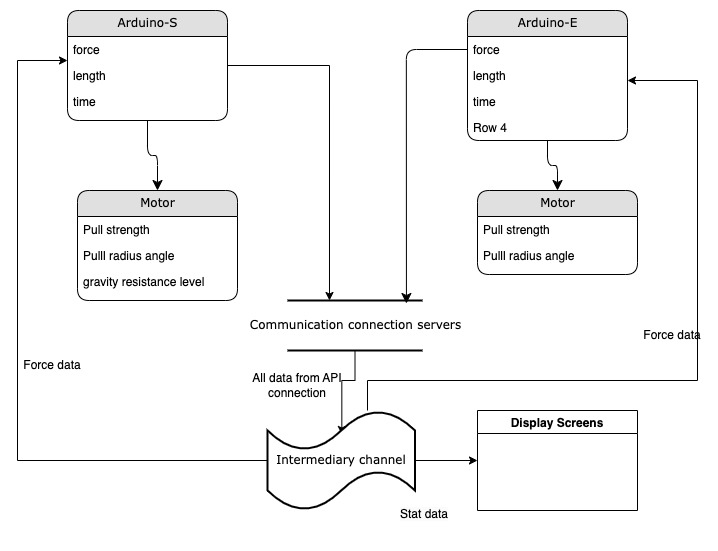 Arduino-S
force
length
time
Arduino-E
force
length
time
Row 4
Motor
Pull strength
Pulll radius angle
gravity resistance level
Motor
Pull strength
Pulll radius angle
Communication connection servers
Force data
Force data
All data from API
connection
Intermediary channel
Display Screens
Stat data